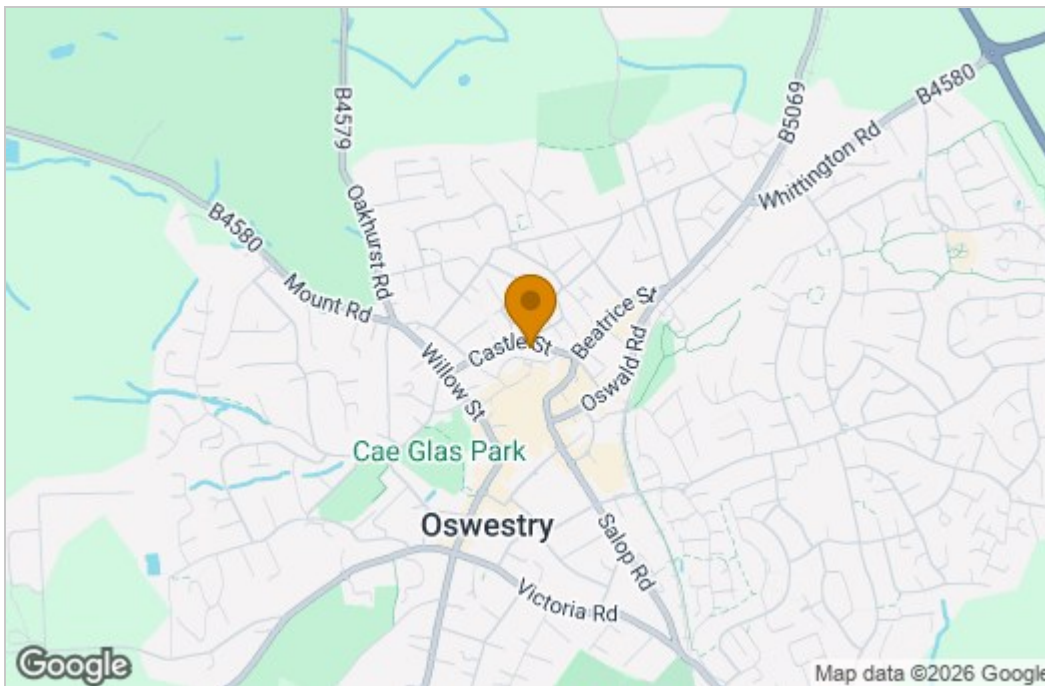 B4579
B5069
B4580
Whittington Rd
Oakhurst Rd
B4580
Mount Rd
Beatrice St
Castle St
Willow St
Oswald Rd
Cae Glas Park
Oswestry
Salop Rd
Victoria Rd
Google
Map data ©2026 Google